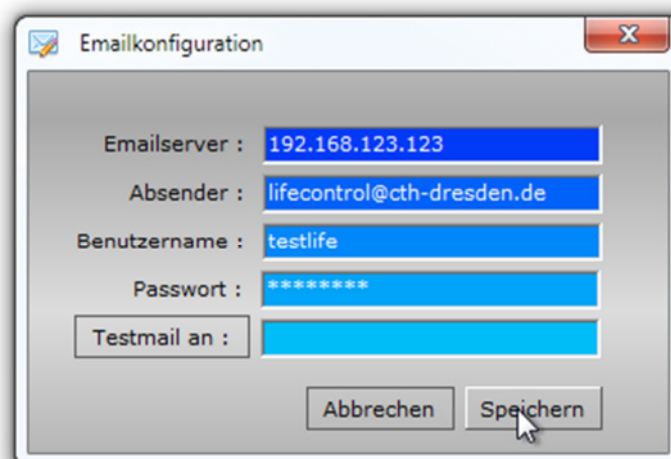 Emailkonfiguration
Emailserver : 192.168.123.123
Absender : lifecontrol@cth-dresden.de
Benutzername : testlife
Passwort : ********
Testmail an :
Abbrechen Speichern